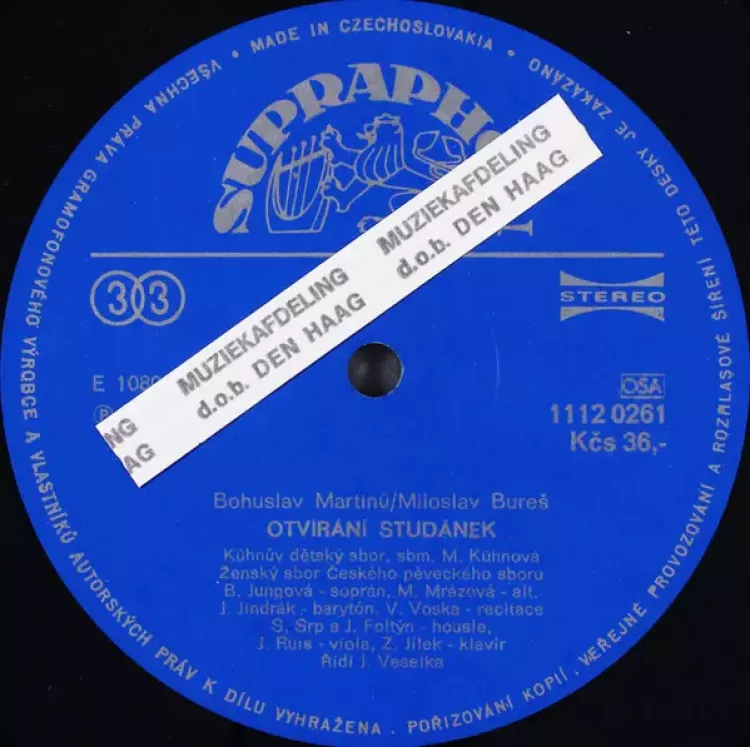 VŠECHNA PRÁVA GRAMOFONOVÉHO VÝROBCE A VLASTNÍKŮ AUTORSKÝCH PRÁV K DÍLU VYHRAŽENA. POŘIZOVÁNÍ KOPIÍ, VEŘEJNÉ PROVOZOVÁNÍ A ROZHLASOVÉ ŠÍŘENÍ TÉTO DESKY JE ZAKÁZÁNO • MADE IN CZECHOSLOVAKIA •
MUZIEKAFDELING
d.o.b. DEN HAAG
MUZIEKAFDELING
d.o.b. DEN HAAG
NG
AG
33
STEREO
E
OSA
1112 0261
Kčs 36,-
Bohuslav Martinů/Miloslav Bureš
OTVÍRÁNÍ STUDÁNEK
Kühnův dětský sbor, sbm. M. Kühnová
Ženský sbor Českého pěveckého sboru
B. Jungová - soprán, M. Mrázová - alt.
J. Jindrák - barytón, V. Voska - recitace
S. Srp a J. Foltýn - housle,
J. Ruis - viola, Z. Jílek - klavír
Řídí J. Veselka